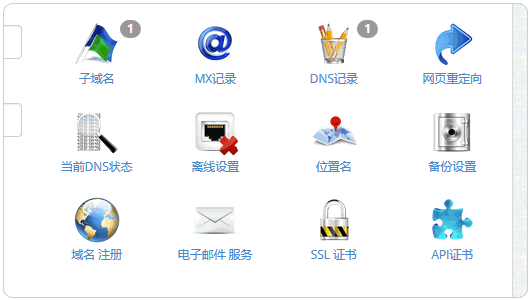 1
1
子域名
MX记录
DNS记录
网页重定向
当前DNS状态
离线设置
位置名
备份设置
域名 注册
电子邮件 服务
SSL 证书
API证书